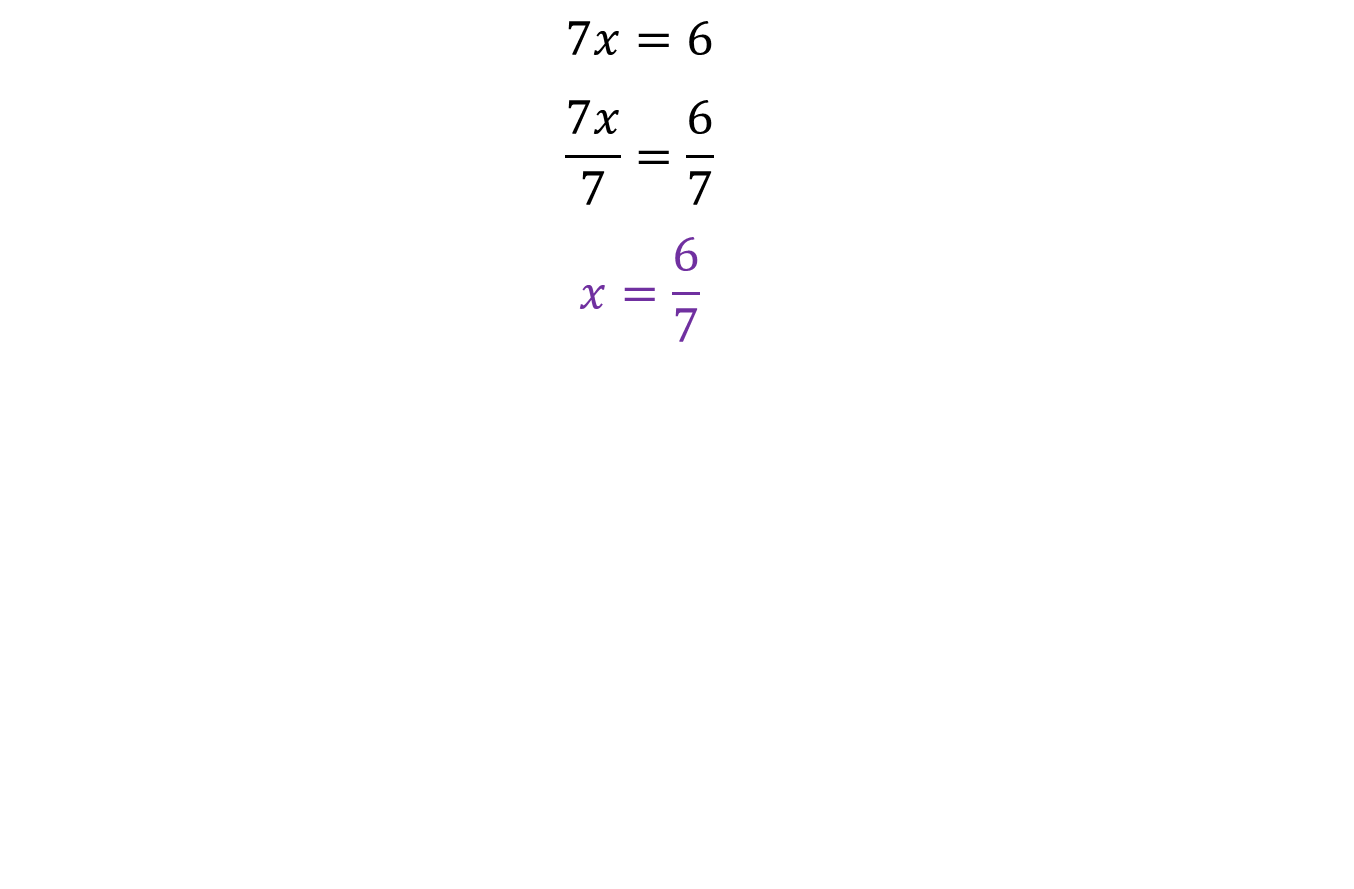 7x = 6
7x/7 = 6/7
x = 6/7